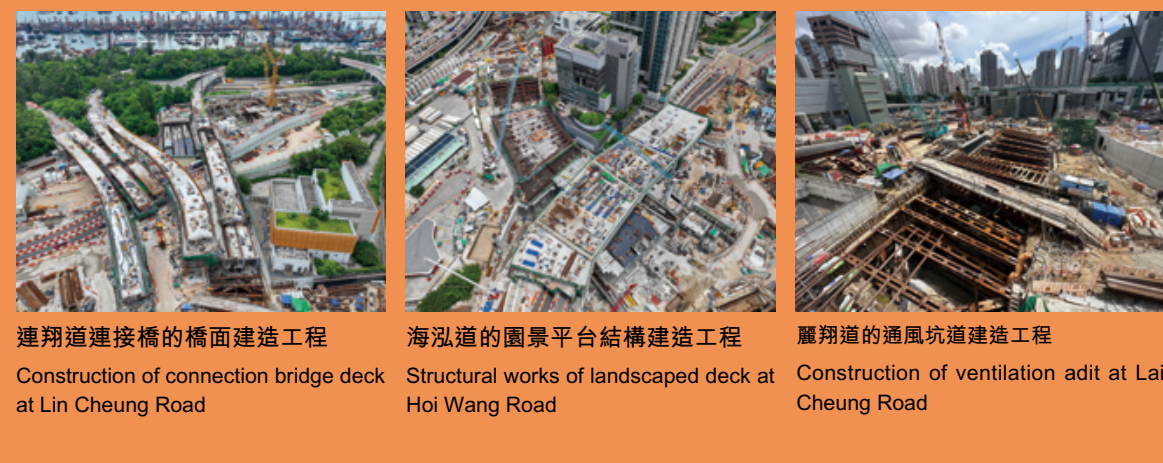 連翔道連接橋的橋面建造工程
Construction of connection bridge deck
at Lin Cheung Road
海泓道的園景平台結構建造工程
Structural works of landscaped deck at
Hoi Wang Road
麗翔道的通風坑道建造工程
Construction of ventilation adit at Lai
Cheung Road